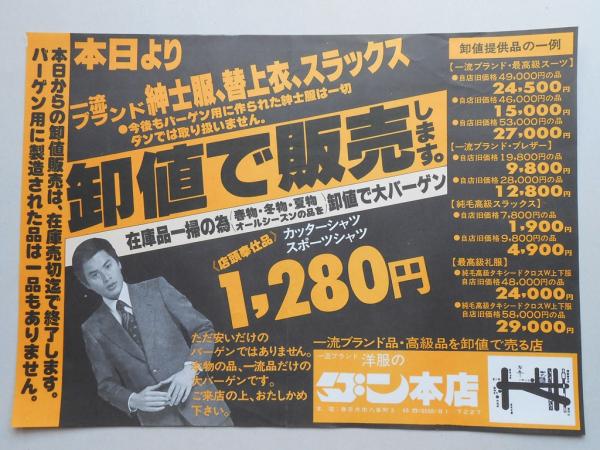 本日からの卸値販売は、在庫売切迄で終了します。
バーゲン用に製造された品は一品もありません。
本日より
一流ブランド紳士服、替上衣、スラックス
●今後もバーゲン用に作られた紳士服は一切
ダンでは取り扱いません。
卸値で販売します。
在庫品一掃の為(春物・冬物・夏物
オールシーズンの品を)卸値で大バーゲン
《店頭奉仕品》
カッターシャツ
スポーツシャツ
1,280円
ただ安いだけの
バーゲンではありません。
本物の品、一流品だけの
大バーゲンです。
ご来店の上、おたしかめ
下さい。
卸値提供品の一例
【一流ブランド・最高級スーツ】
●自店旧価格49,000円の品
24,500円
●自店旧価格46,000円の品
15,000円
●自店旧価格53,000円の品
27,000円
【一流ブランド・ブレザー】
●自店旧価格19,800円の品
9,800円
●自店旧価格28,000円の品
12,800円
【純毛高級スラックス】
●自店旧価格7,800円の品
1,900円
●自店旧価格9,800円の品
4,900円
【最高級礼服】
●純毛高級タキシードクロスW上下服
自店旧価格48,000円の品
24,000円
●純毛高級タキシードクロスW上下服
自店旧価格58,000円の品
29,000円
一流ブランド品・高級品を卸値で売る店
一流ブランド
洋服の
ダン本店